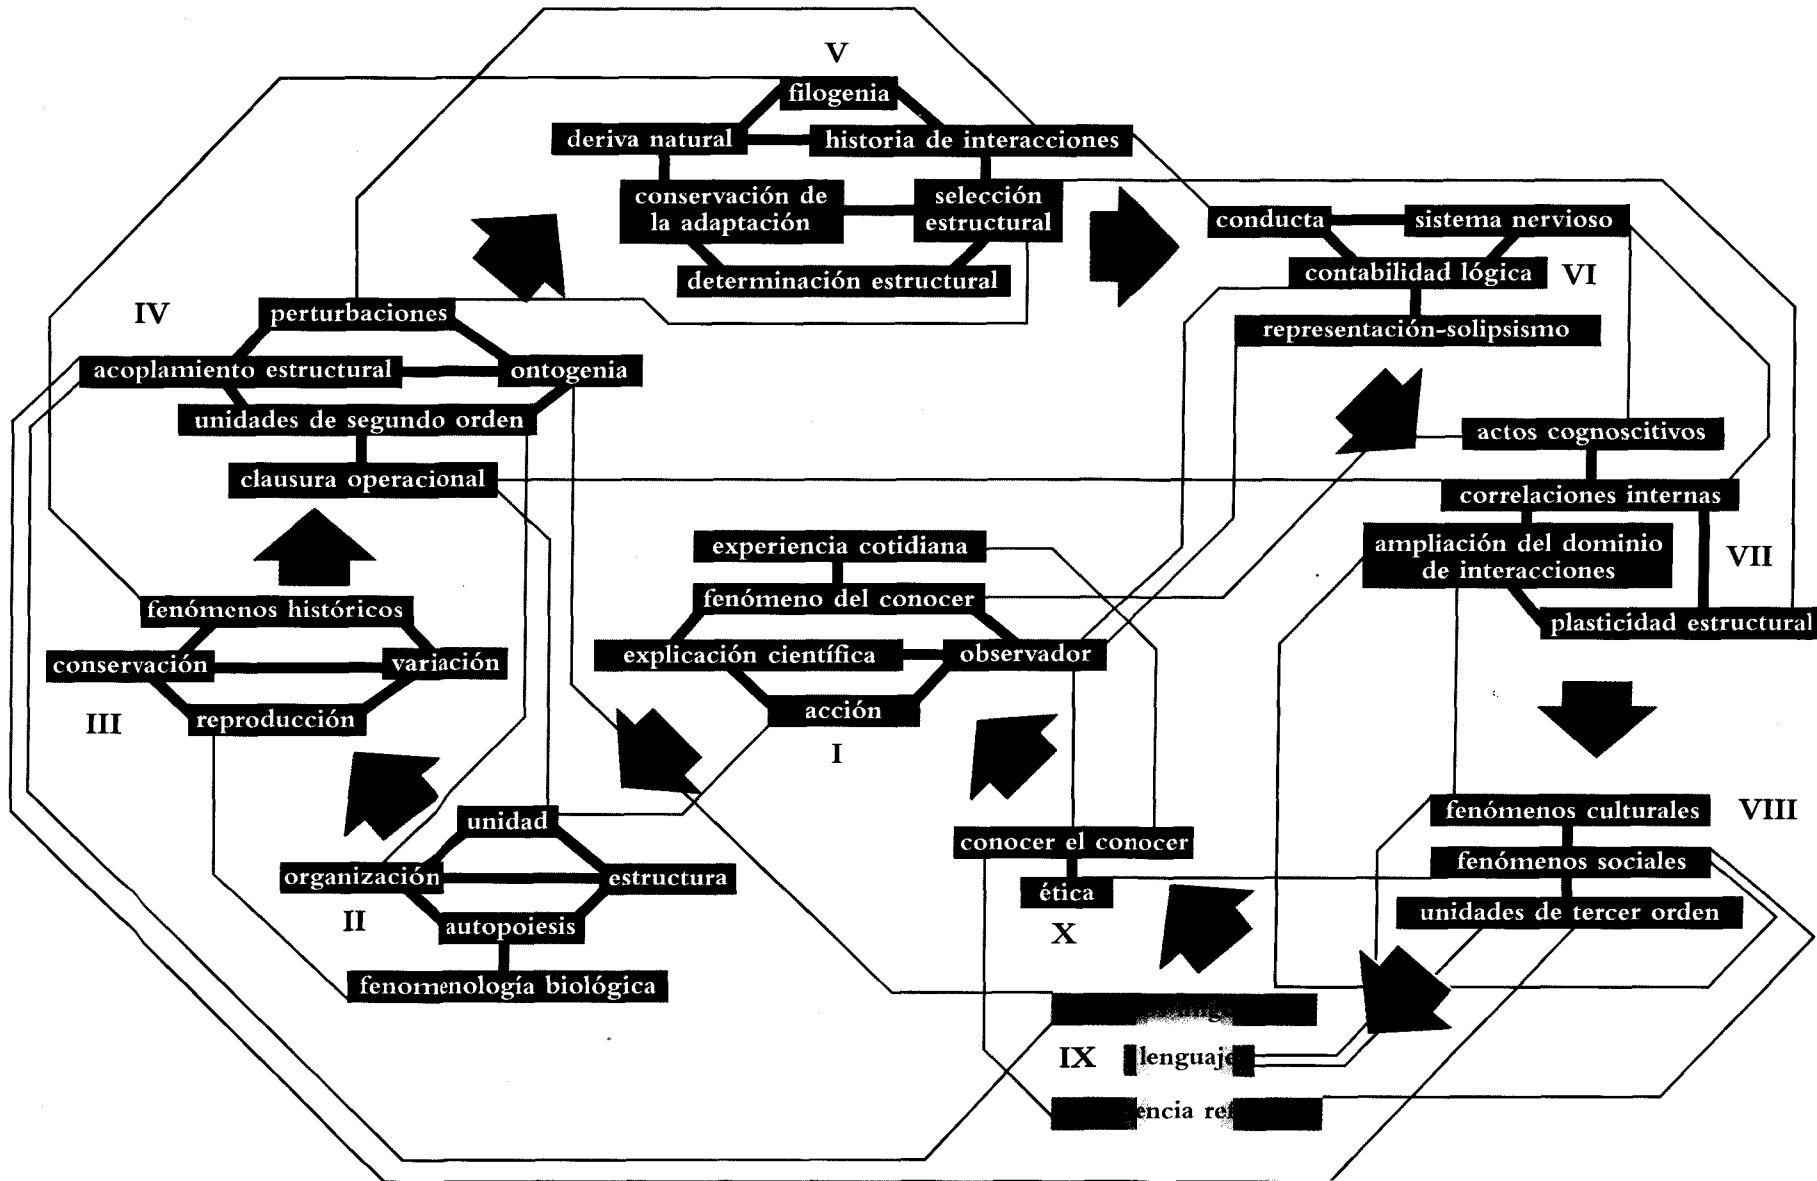 V
filogenia
deriva natural
historia de interacciones
conservación de
la adaptación
selección
estructural
determinación estructural
conducta
sistema nervioso
contabilidad lógica
VI
representación-solipsismo
IV
perturbaciones
acoplamiento estructural
ontogenia
unidades de segundo orden
clausura operacional
actos cognoscitivos
correlaciones internas
ampliación del dominio
de interacciones
VII
plasticidad estructural
experiencia cotidiana
fenómeno del conocer
explicación científica
observador
acción
I
fenómenos históricos
conservación
variación
reproducción
III
unidad
organización
estructura
II
autopoiesis
fenomenología biológica
conocer el conocer
ética
X
fenómenos culturales
VIII
fenómenos sociales
unidades de tercer orden
IX
lenguaje